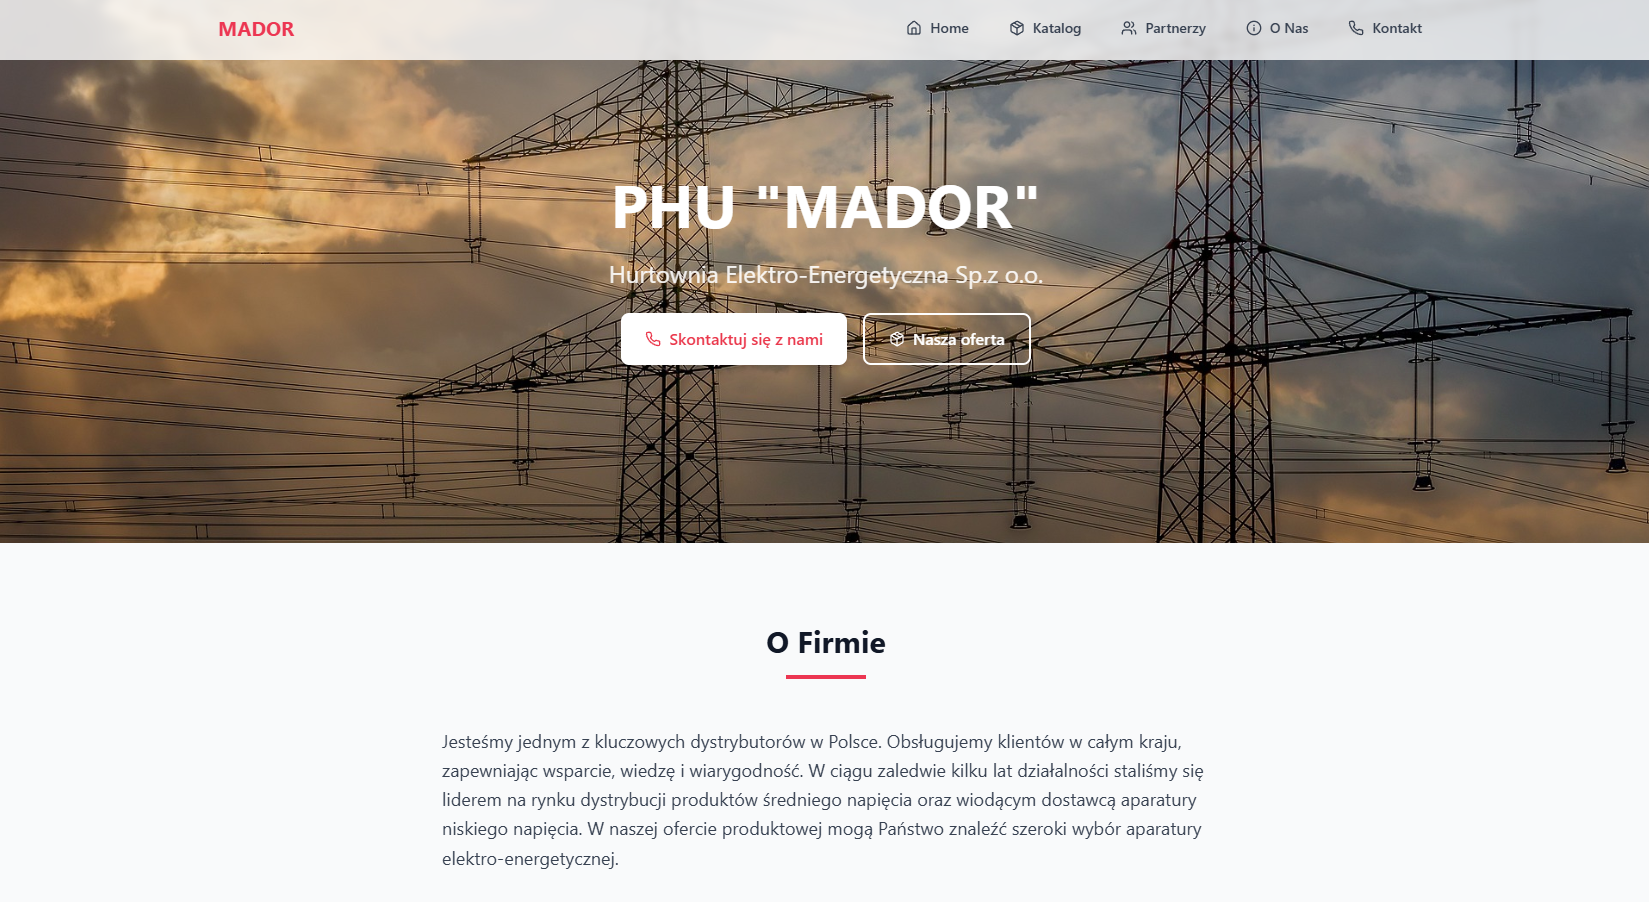 MADOR
Home
Katalog
Partnerzy
O Nas
Kontakt
PHU "MADOR"
Hurtownia Elektro-Energetyczna Sp.z o.o.
Skontaktuj się z nami
Nasza oferta
O Firmie
Jesteśmy jednym z kluczowych dystrybutorów w Polsce. Obsługujemy klientów w całym kraju,
zapewniając wsparcie, wiedzę i wiarygodność. W ciągu zaledwie kilku lat działalności staliśmy się
liderem na rynku dystrybucji produktów średniego napięcia oraz wiodącym dostawcą aparatury
niskiego napięcia. W naszej ofercie produktowej mogą Państwo znaleźć szeroki wybór aparatury
elektro-energetycznej.